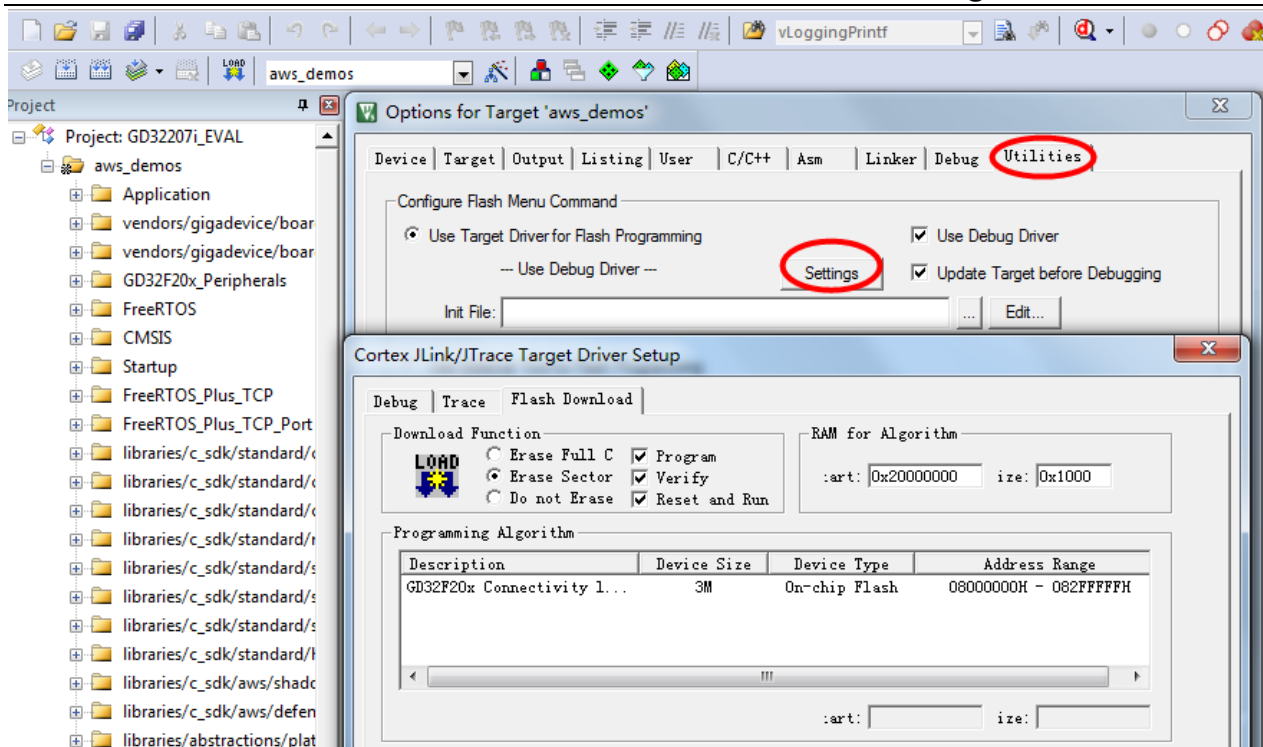 vLoggingPrintf
LOAD
aws_demos
Project
Project: GD32207i_EVAL
aws_demos
Application
vendors/gigadevice/boar
vendors/gigadevice/boar
GD32F20x_Peripherals
FreeRTOS
CMSIS
Startup
FreeRTOS_Plus_TCP
FreeRTOS_Plus_TCP_Port
libraries/c_sdk/standard/c
libraries/c_sdk/standard/c
libraries/c_sdk/standard/c
libraries/c_sdk/standard/r
libraries/c_sdk/standard/s
libraries/c_sdk/standard/s
libraries/c_sdk/standard/s
libraries/c_sdk/standard/h
libraries/c_sdk/aws/shadc
libraries/c_sdk/aws/defen
libraries/abstractions/plat
Options for Target 'aws_demos'
Device Target Output Listing User C/C++ Asm Linker Debug Utilities
Configure Flash Menu Command
Use Target Driver for Flash Programming Use Debug Driver
--- Use Debug Driver --- Settings Update Target before Debugging
Init File: ... Edit...
Cortex JLink/JTrace Target Driver Setup
Debug Trace Flash Download
Download Function RAM for Algorithm
LOAD
Erase Full C Program
Erase Sector Verify :art: 0x20000000 ize: 0x1000
Do not Erase Reset and Run
Programming Algorithm
Description Device Size Device Type Address Range
GD32F20x Connectivity l... 3M On-chip Flash 08000000H - 082FFFFFH
:art: ize: